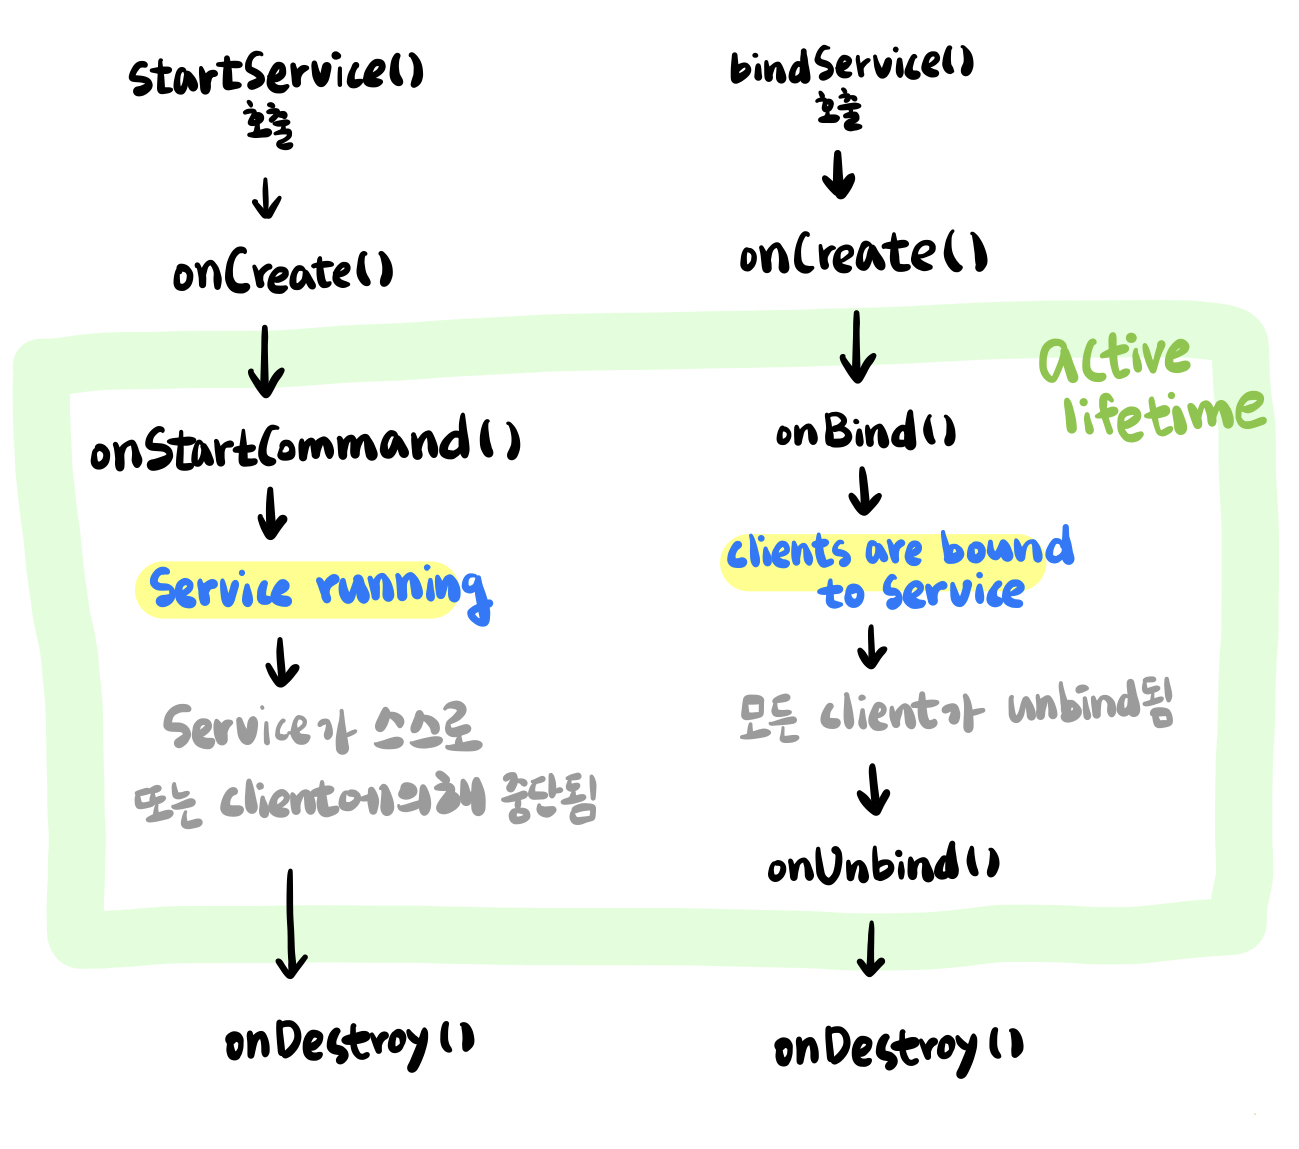 startService()
호출
onCreate()
onStartCommand()
Service running
Service가 스스로
또는 client에의해 중단됨
onDestroy()
bindService()
호출
onCreate()
active
lifetime
onBind()
clients are bound
to service
모든 client가 unbind됨
onUnbind()
onDestroy()